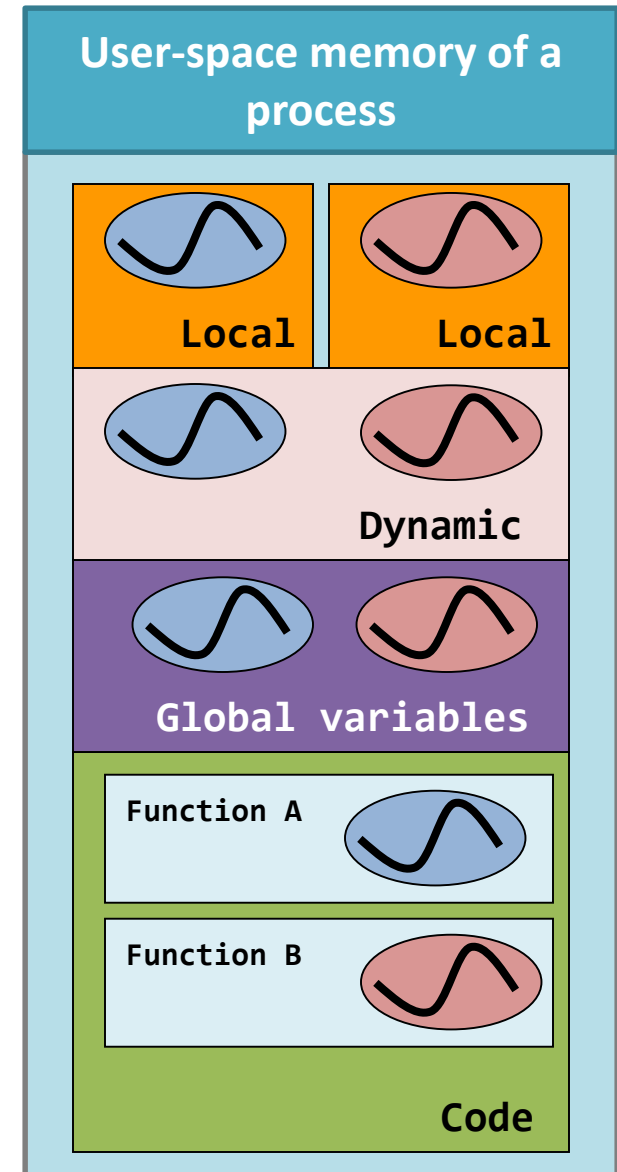 User-space memory of a
process
Local
Local
Dynamic
Global variables
Function A
Function B
Code